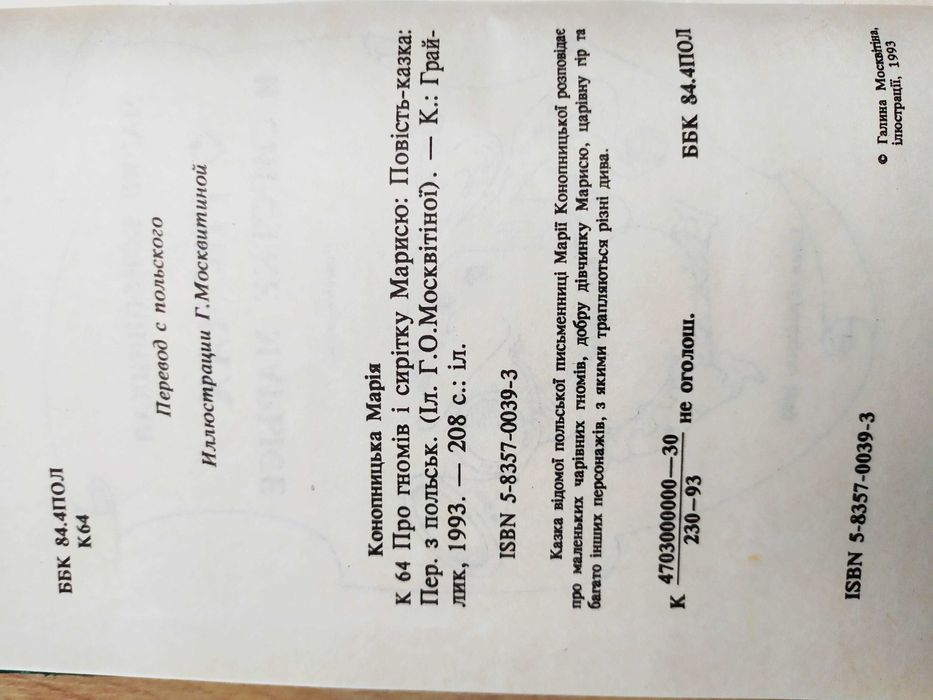 ББК 84.4ПОЛ
К64
Перевод с польского
Иллюстрации Г.Москвитиной
Конопницька Марія
К 64 Про гномів і сирітку Марисю: Повість-казка:
Пер. з польськ. (Іл. Г.О.Москвітіної). — К.: Грай-
лик, 1993. — 208 с.: іл.
ISBN 5-8357-0039-3
Казка відомої польської письменниці Марії Конопницької розповідає
про маленьких чарівних гномів, добру дівчинку Марисю, царівну гір та
багато інших персонажів, з якими трапляються різні дива.
К 4703000000—30 не оголош.
230—93
ББК 84.4ПОЛ
ISBN 5-8357-0039-3
© Галина Москвітіна,
ілюстрації, 1993